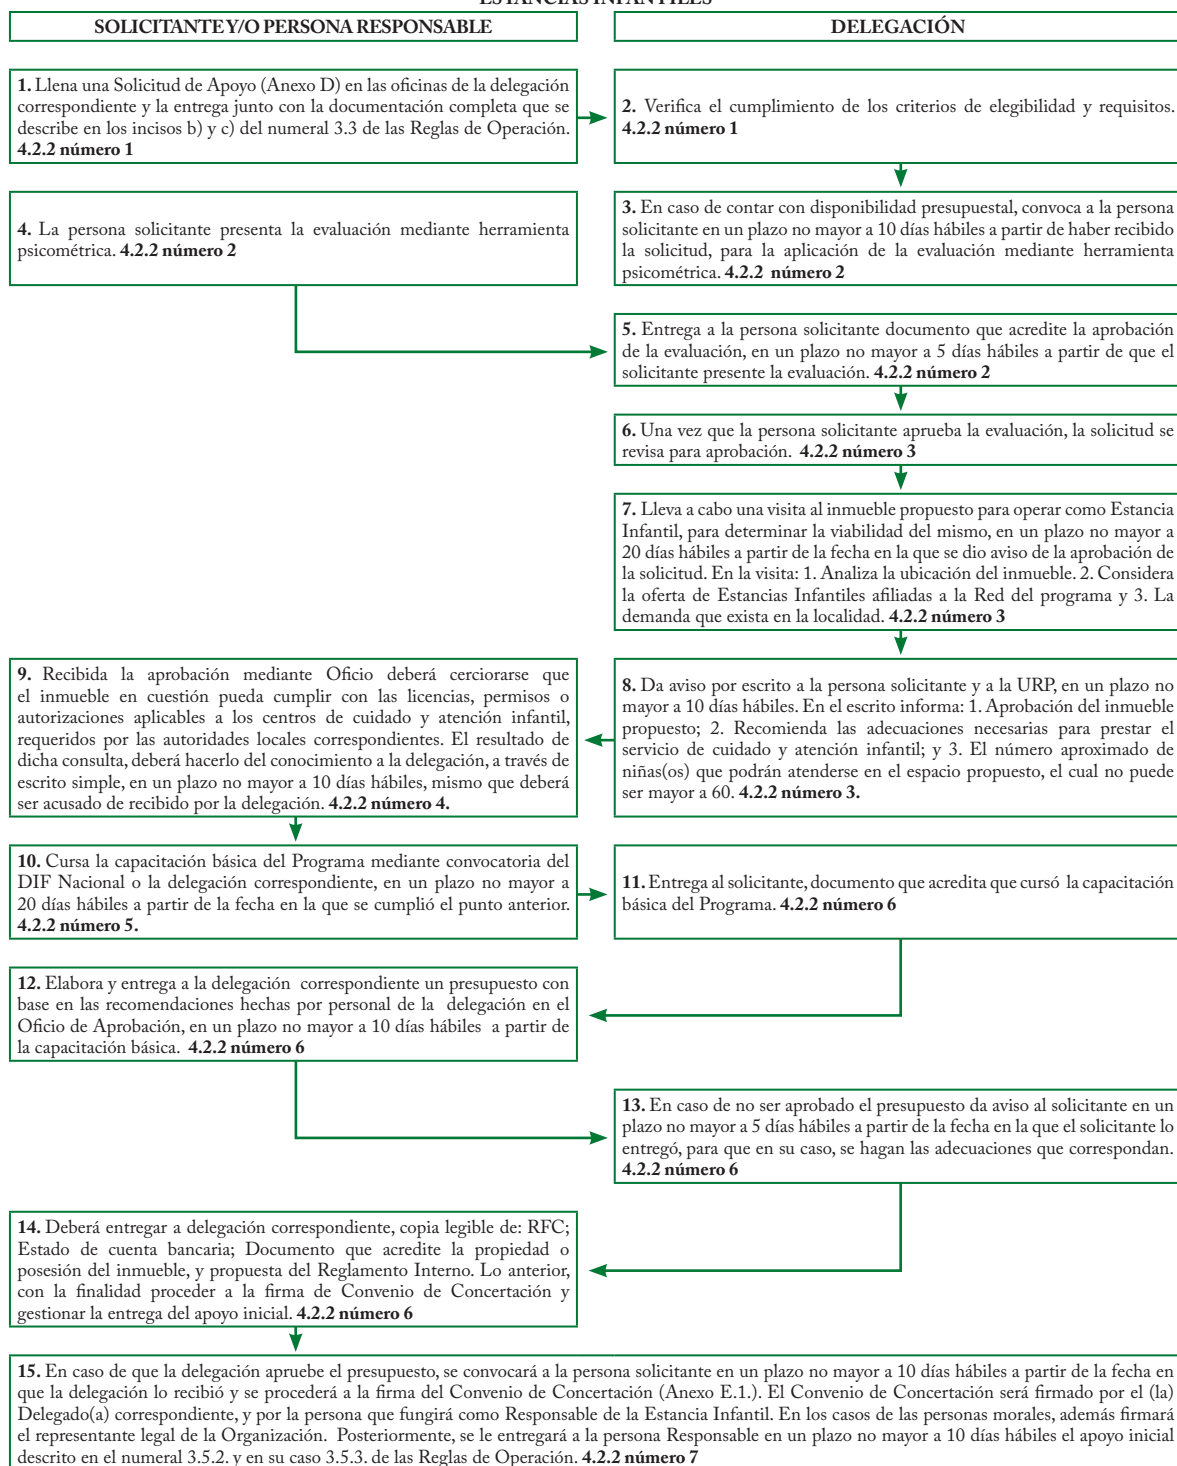 ESTANCIAS INFANTILES
SOLICITANTE Y/O PERSONA RESPONSABLE
DELEGACIÓN
1. Llena una Solicitud de Apoyo (Anexo D) en las oficinas de la delegación
correspondiente y la entrega junto con la documentación completa que se
describe en los incisos b) y c) del numeral 3.3 de las Reglas de Operación.
4.2.2 número 1
2. Verifica el cumplimiento de los criterios de elegibilidad y requisitos.
4.2.2 número 1
3. En caso de contar con disponibilidad presupuestal, convoca a la persona
solicitante en un plazo no mayor a 10 días hábiles a partir de haber recibido
la solicitud, para la aplicación de la evaluación mediante herramienta
psicométrica. 4.2.2 número 2
4. La persona solicitante presenta la evaluación mediante herramienta
psicométrica. 4.2.2 número 2
5. Entrega a la persona solicitante documento que acredite la aprobación
de la evaluación, en un plazo no mayor a 5 días hábiles a partir de que el
solicitante presente la evaluación. 4.2.2 número 2
6. Una vez que la persona solicitante aprueba la evaluación, la solicitud se
revisa para aprobación. 4.2.2 número 3
7. Lleva a cabo una visita al inmueble propuesto para operar como Estancia
Infantil, para determinar la viabilidad del mismo, en un plazo no mayor a
20 días hábiles a partir de la fecha en la que se dio aviso de la aprobación de
la solicitud. En la visita: 1. Analiza la ubicación del inmueble. 2. Considera
la oferta de Estancias Infantiles afiliadas a la Red del programa y 3. La
demanda que exista en la localidad. 4.2.2 número 3
8. Da aviso por escrito a la persona solicitante y a la URP, en un plazo no
mayor a 10 días hábiles. En el escrito informa: 1. Aprobación del inmueble
propuesto; 2. Recomienda las adecuaciones necesarias para prestar el
servicio de cuidado y atención infantil; y 3. El número aproximado de
niñas(os) que podrán atenderse en el espacio propuesto, el cual no puede
ser mayor a 60. 4.2.2 número 3.
9. Recibida la aprobación mediante Oficio deberá cerciorarse que
el inmueble en cuestión pueda cumplir con las licencias, permisos o
autorizaciones aplicables a los centros de cuidado y atención infantil,
requeridos por las autoridades locales correspondientes. El resultado de
dicha consulta, deberá hacerlo del conocimiento a la delegación, a través de
escrito simple, en un plazo no mayor a 10 días hábiles, mismo que deberá
ser acusado de recibido por la delegación. 4.2.2 número 4.
10. Cursa la capacitación básica del Programa mediante convocatoria del
DIF Nacional o la delegación correspondiente, en un plazo no mayor a
20 días hábiles a partir de la fecha en la que se cumplió el punto anterior.
4.2.2 número 5.
11. Entrega al solicitante, documento que acredita que cursó la capacitación
básica del Programa. 4.2.2 número 6
12. Elabora y entrega a la delegación correspondiente un presupuesto con
base en las recomendaciones hechas por personal de la delegación en el
Oficio de Aprobación, en un plazo no mayor a 10 días hábiles a partir de
la capacitación básica. 4.2.2 número 6
13. En caso de no ser aprobado el presupuesto da aviso al solicitante en un
plazo no mayor a 5 días hábiles a partir de la fecha en la que el solicitante lo
entregó, para que en su caso, se hagan las adecuaciones que correspondan.
4.2.2 número 6
14. Deberá entregar a delegación correspondiente, copia legible de: RFC;
Estado de cuenta bancaria; Documento que acredite la propiedad o
posesión del inmueble, y propuesta del Reglamento Interno. Lo anterior,
con la finalidad proceder a la firma de Convenio de Concertación y
gestionar la entrega del apoyo inicial. 4.2.2 número 6
15. En caso de que la delegación apruebe el presupuesto, se convocará a la persona solicitante en un plazo no mayor a 10 días hábiles a partir de la fecha en
que la delegación lo recibió y se procederá a la firma del Convenio de Concertación (Anexo E.1.). El Convenio de Concertación será firmado por el (la)
Delegado(a) correspondiente, y por la persona que fungirá como Responsable de la Estancia Infantil. En los casos de las personas morales, además firmará
el representante legal de la Organización. Posteriormente, se le entregará a la persona Responsable en un plazo no mayor a 10 días hábiles el apoyo inicial
descrito en el numeral 3.5.2. y en su caso 3.5.3. de las Reglas de Operación. 4.2.2 número 7